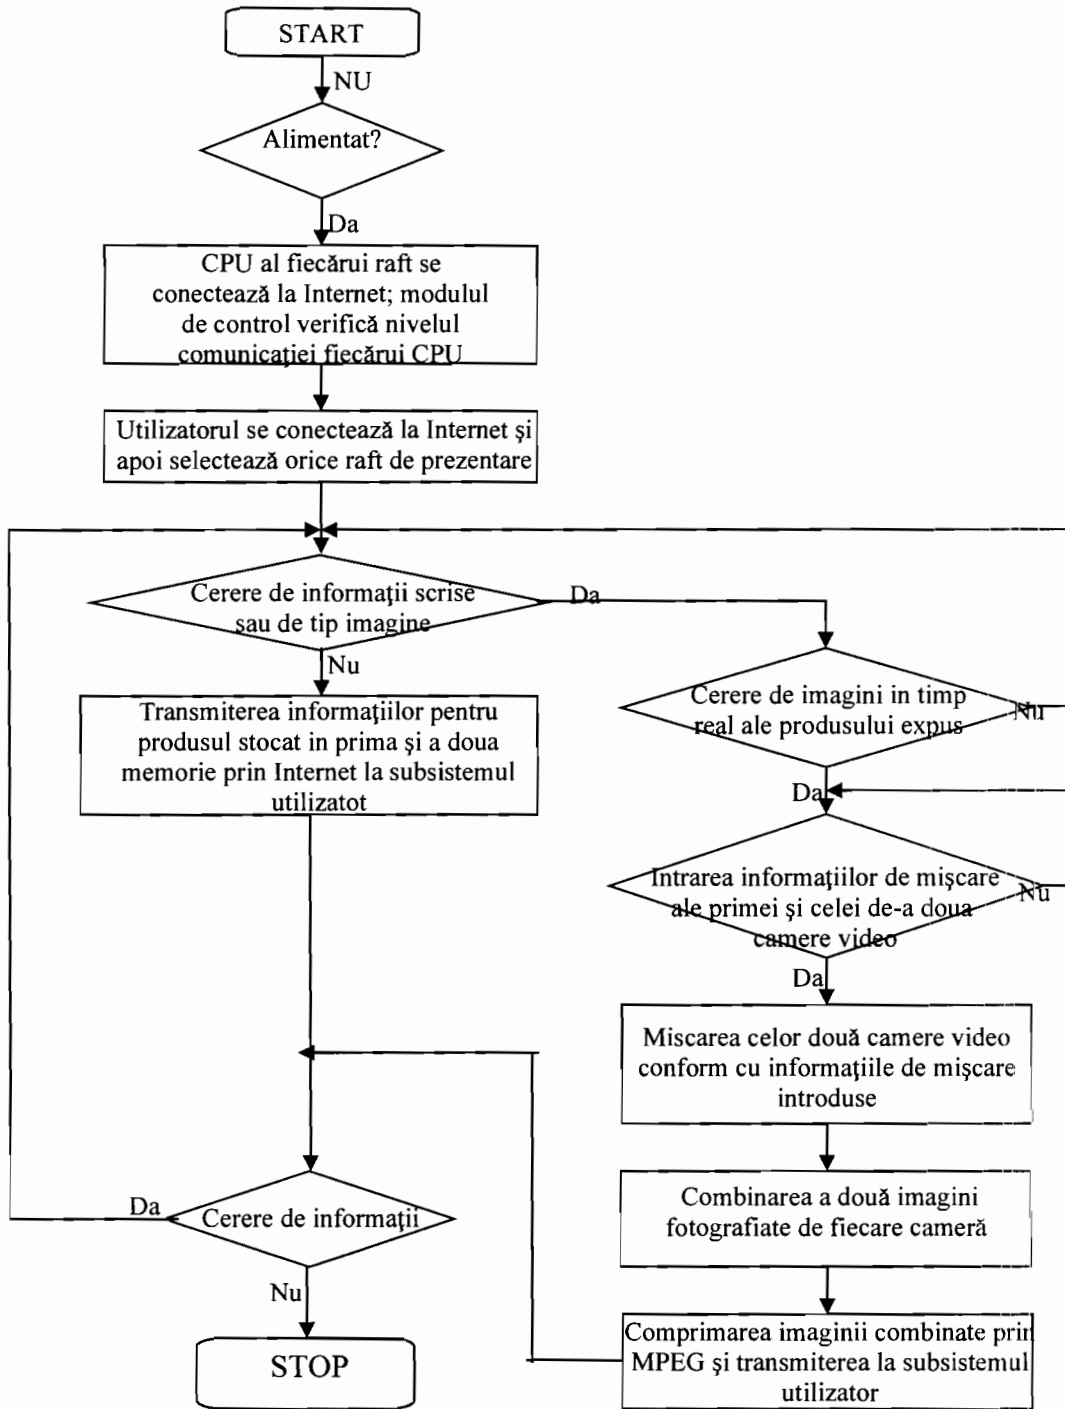 START
NU
Alimentat?
Da
CPU al fiecărui raft se
conectează la Internet; modulul
de control verifică nivelul
comunicaţiei fiecărui CPU
Utilizatorul se conectează la Internet şi
apoi selectează orice raft de prezentare
Cerere de informaţii scrise
sau de tip imagine
Da
Nu
Transmiterea informaţiilor pentru
produsul stocat in prima şi a doua
memorie prin Internet la subsistemul
utilizatot
Cerere de imagini in timp
real ale produsului expus
Nu
Da
Intrarea informaţiilor de mişcare
ale primei şi celei de-a doua
camere video
Nu
Da
Miscarea celor două camere video
conform cu informaţiile de mişcare
introduse
Combinarea a două imagini
fotografiate de fiecare cameră
Comprimarea imaginii combinate prin
MPEG şi transmiterea la subsistemul
utilizator
Da
Cerere de informaţii
Nu
STOP